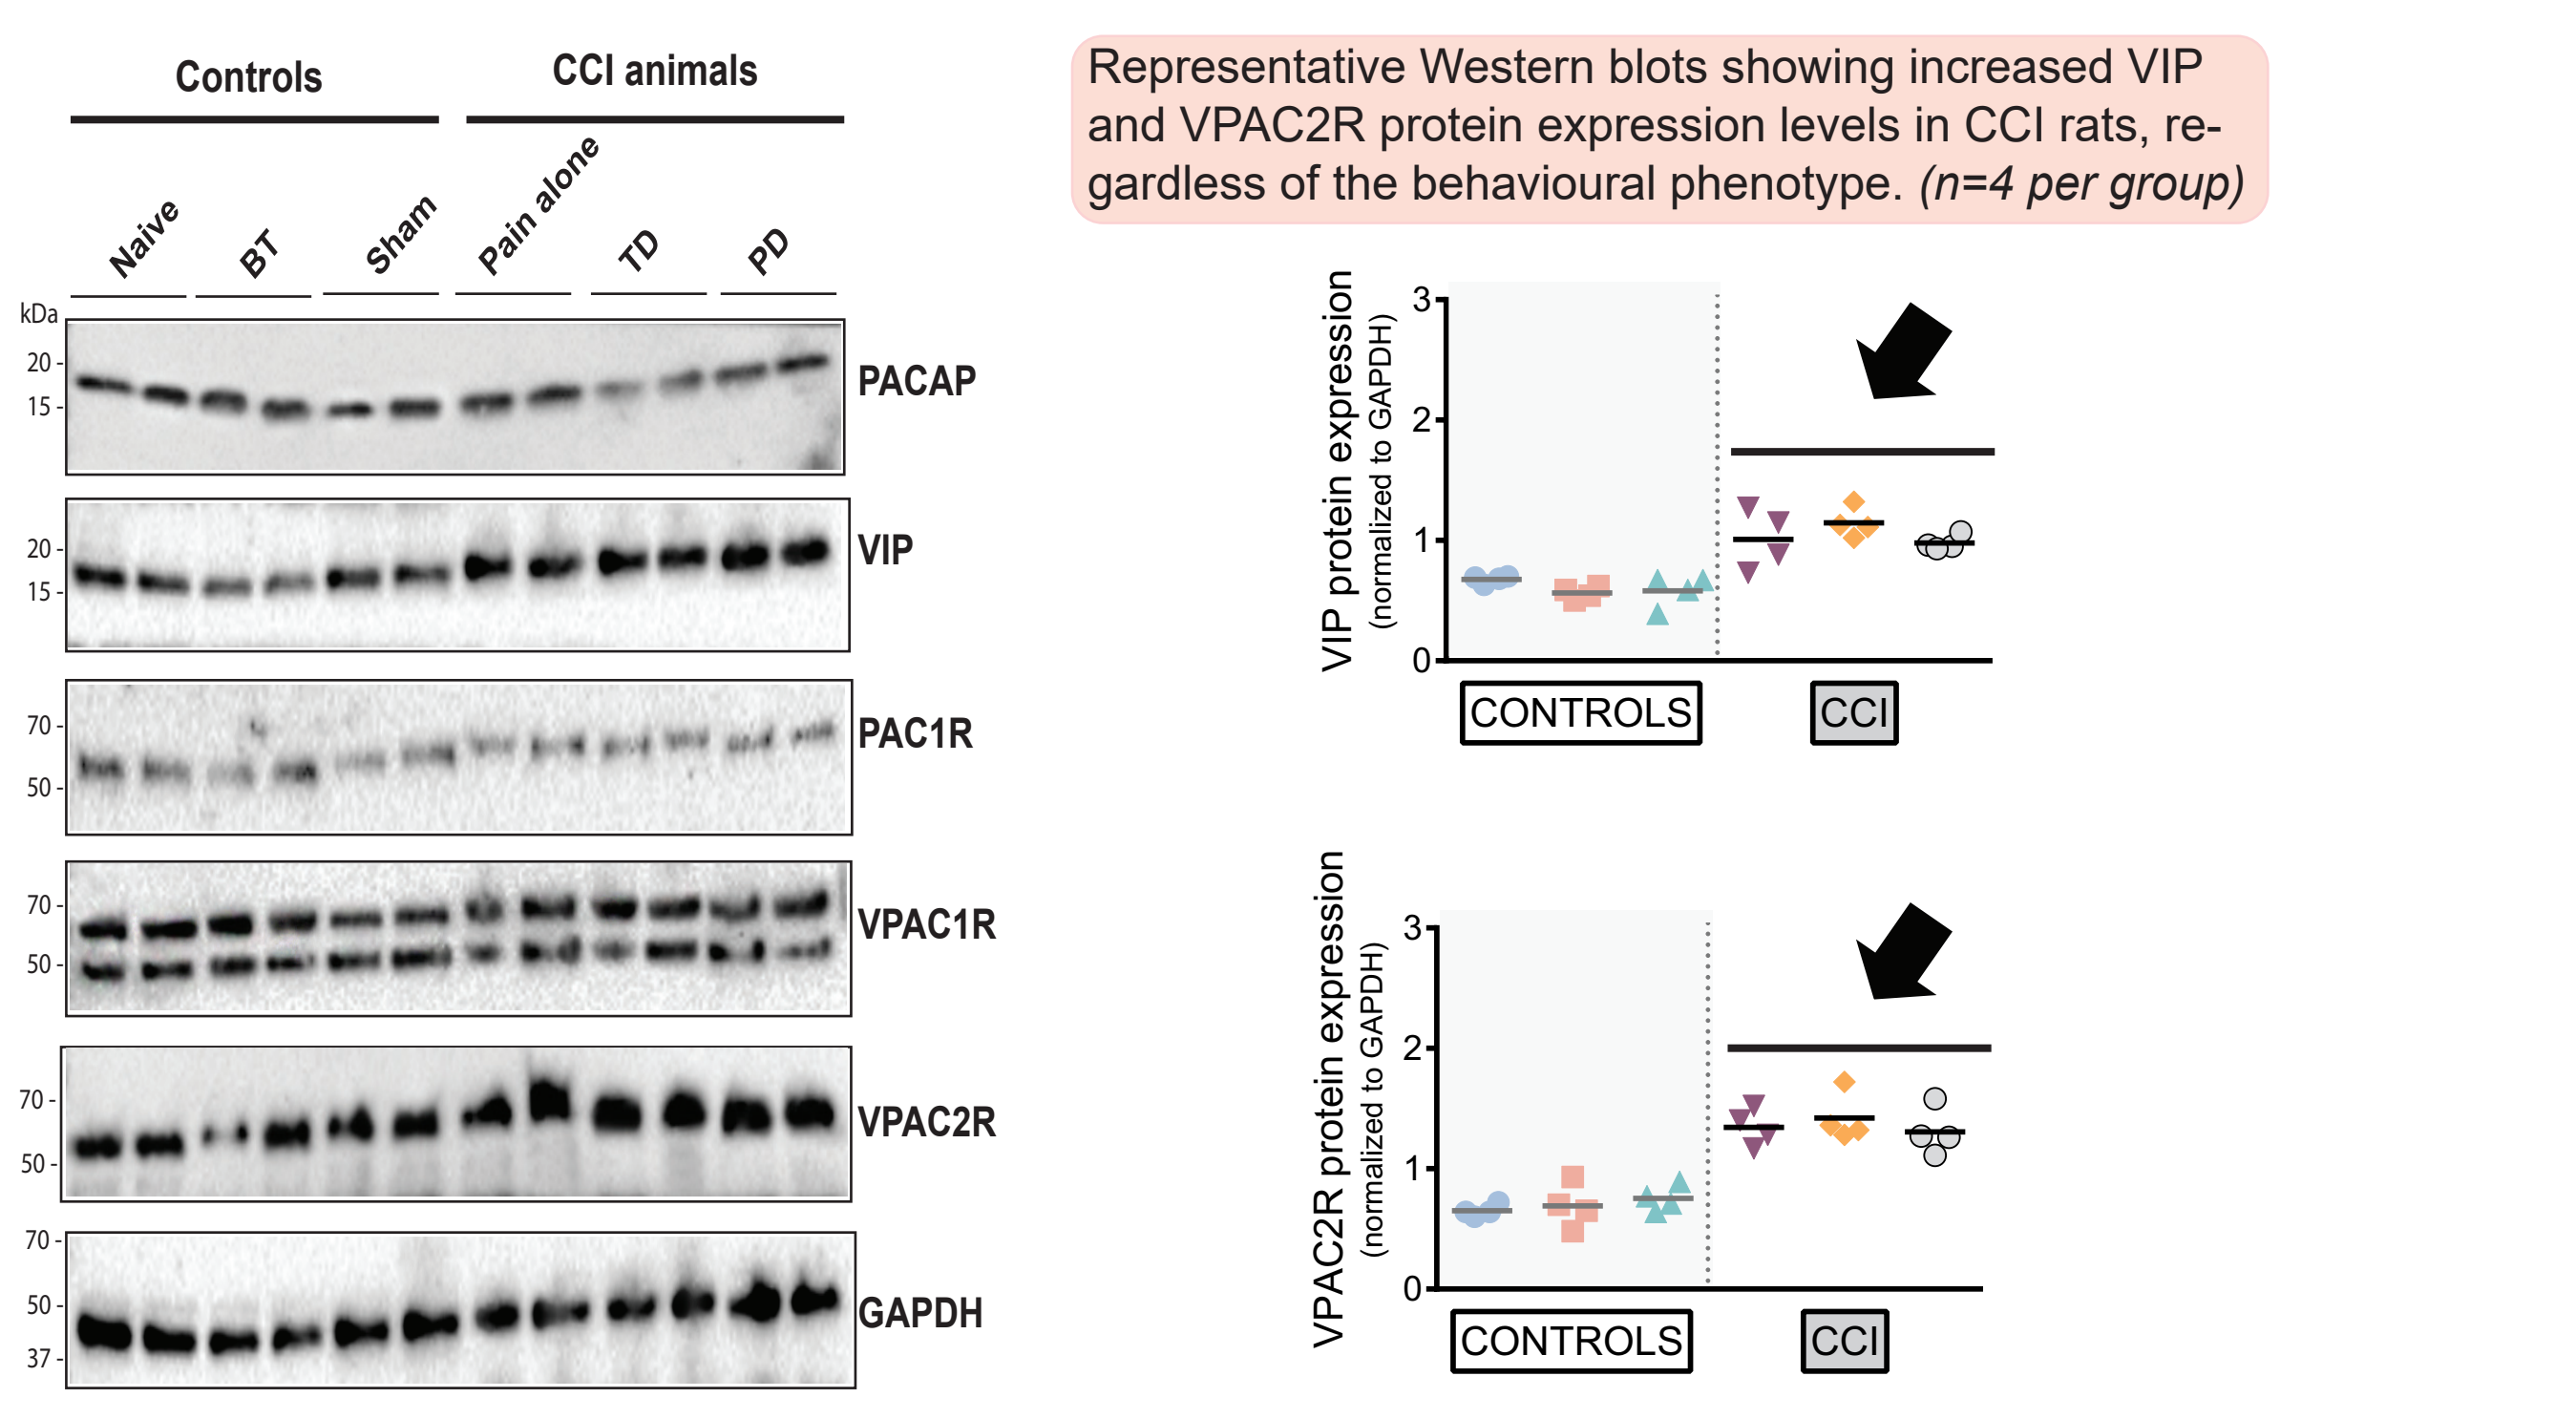 Controls
CCI animals
Naive
BT
Sham
Pain alone
TD
PD
kDa
20 -
15 -
PACAP
20 -
15 -
VIP
70 -
50 -
PAC1R
70 -
50 -
VPAC1R
70 -
50 -
VPAC2R
70 -
50 -
37 -
GAPDH
Representative Western blots showing increased VIP
and VPAC2R protein expression levels in CCI rats, re-
gardless of the behavioural phenotype. (n=4 per group)
VIP protein expression
(normalized to GAPDH)
3
2
1
0
CONTROLS
CCI
VPAC2R protein expression
(normalized to GAPDH)
3
2
1
0
CONTROLS
CCI